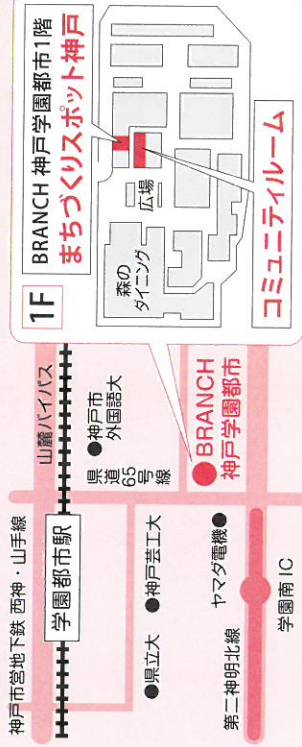 神戸市営地下鉄 西神・山手線
学園都市駅
山麓バイパス
●県立大
●神戸芸工大
県道65号線
●神戸市
外国語大
第二神明北線
ヤマダ電機●
学園南IC
BRANCH
神戸学園都市
1F
BRANCH 神戸学園都市1階
まちづくりスポット神戸
森の
ダイニング
広場
コミュニティルーム